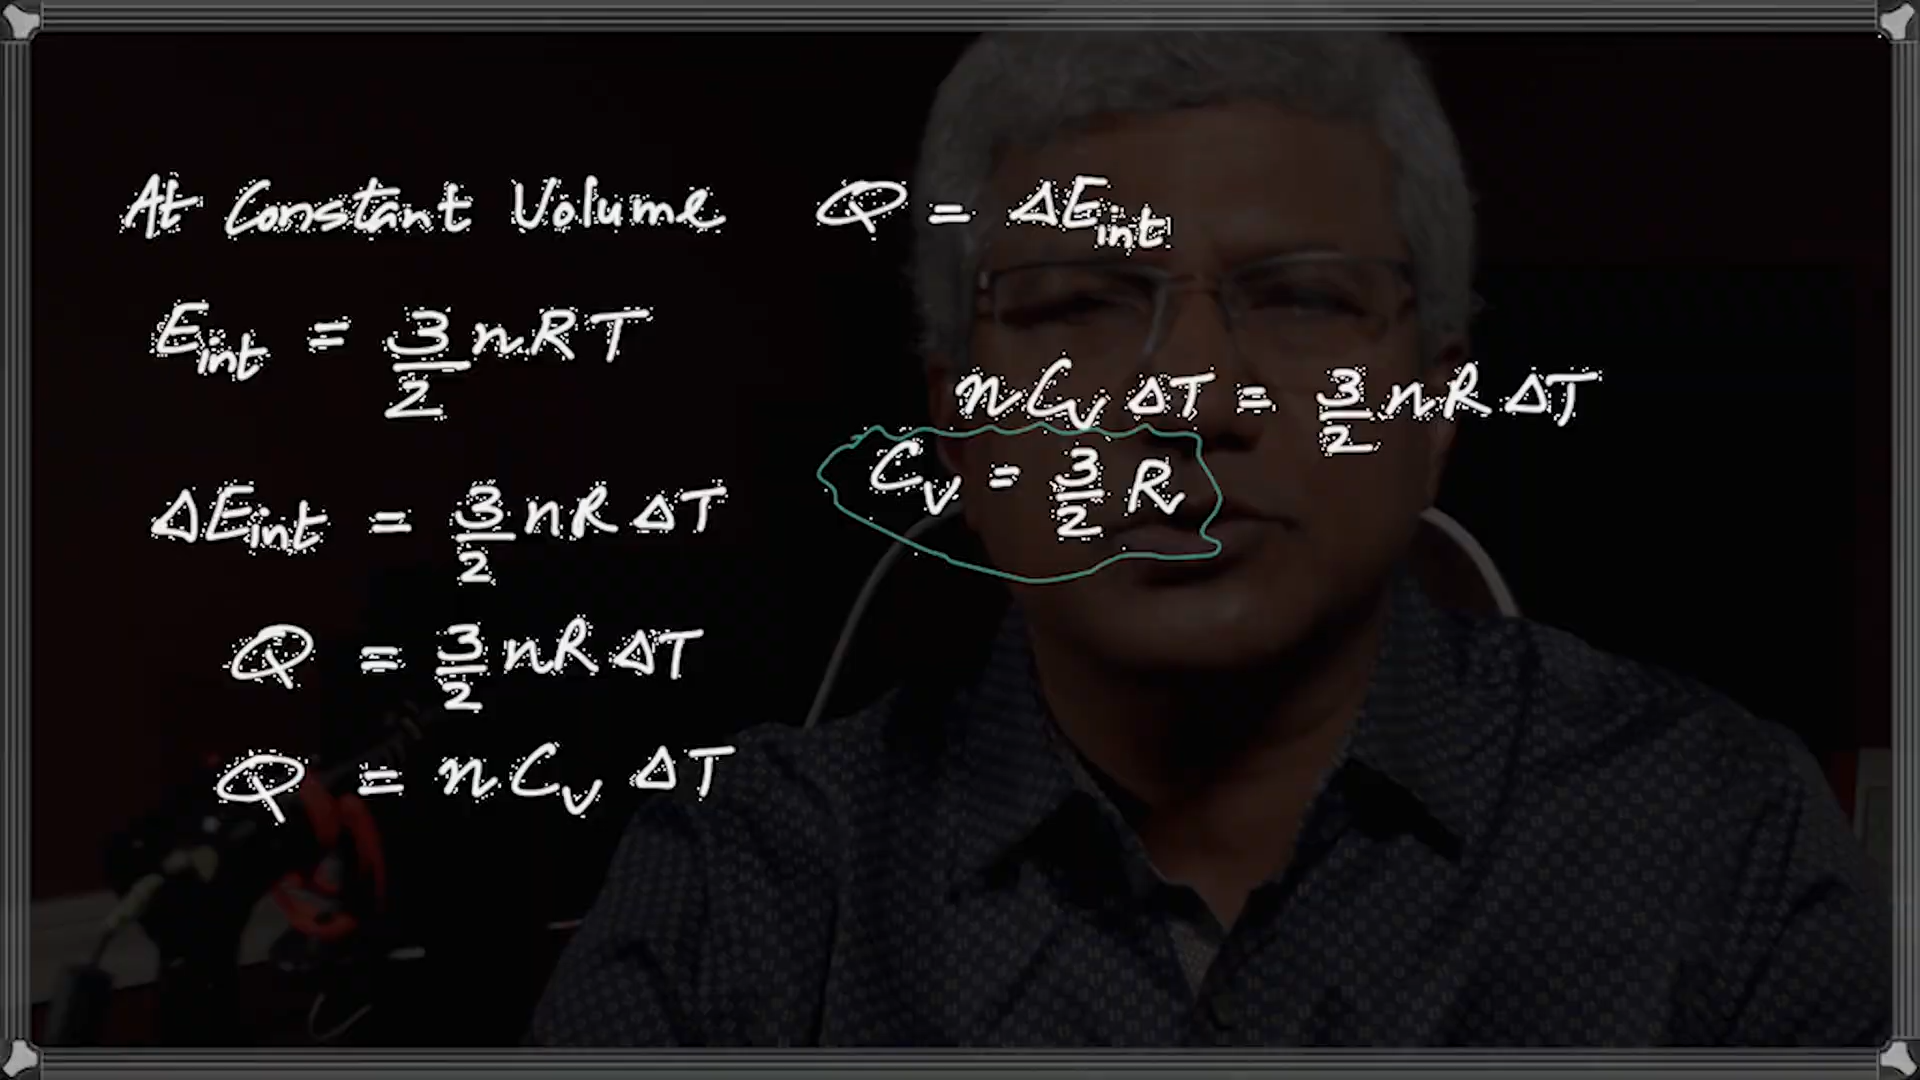 At Constant Volume Q = ΔE_int
E_int = 3/2 nRT
nC_v ΔT = 3/2 nRΔT
C_v = 3/2 R
ΔE_int = 3/2 nRΔT
Q = 3/2 nRΔT
Q = nC_v ΔT